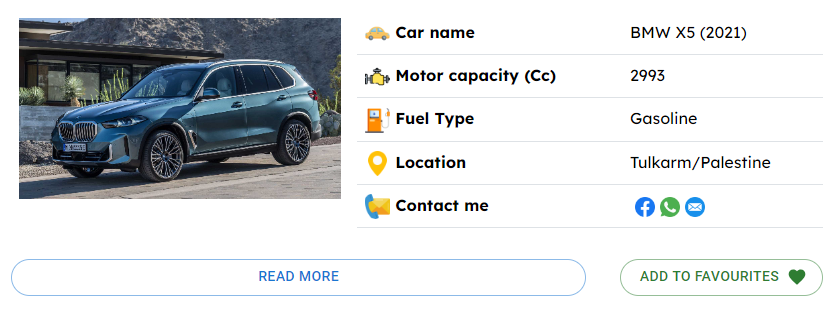 Car name BMW X5 (2021)
Motor capacity (Cc) 2993
Fuel Type Gasoline
Location Tulkarm/Palestine
Contact me
READ MORE ADD TO FAVOURITES